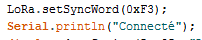 LoRa.setSyncWord(0xF3);
Serial.println("Connecté");